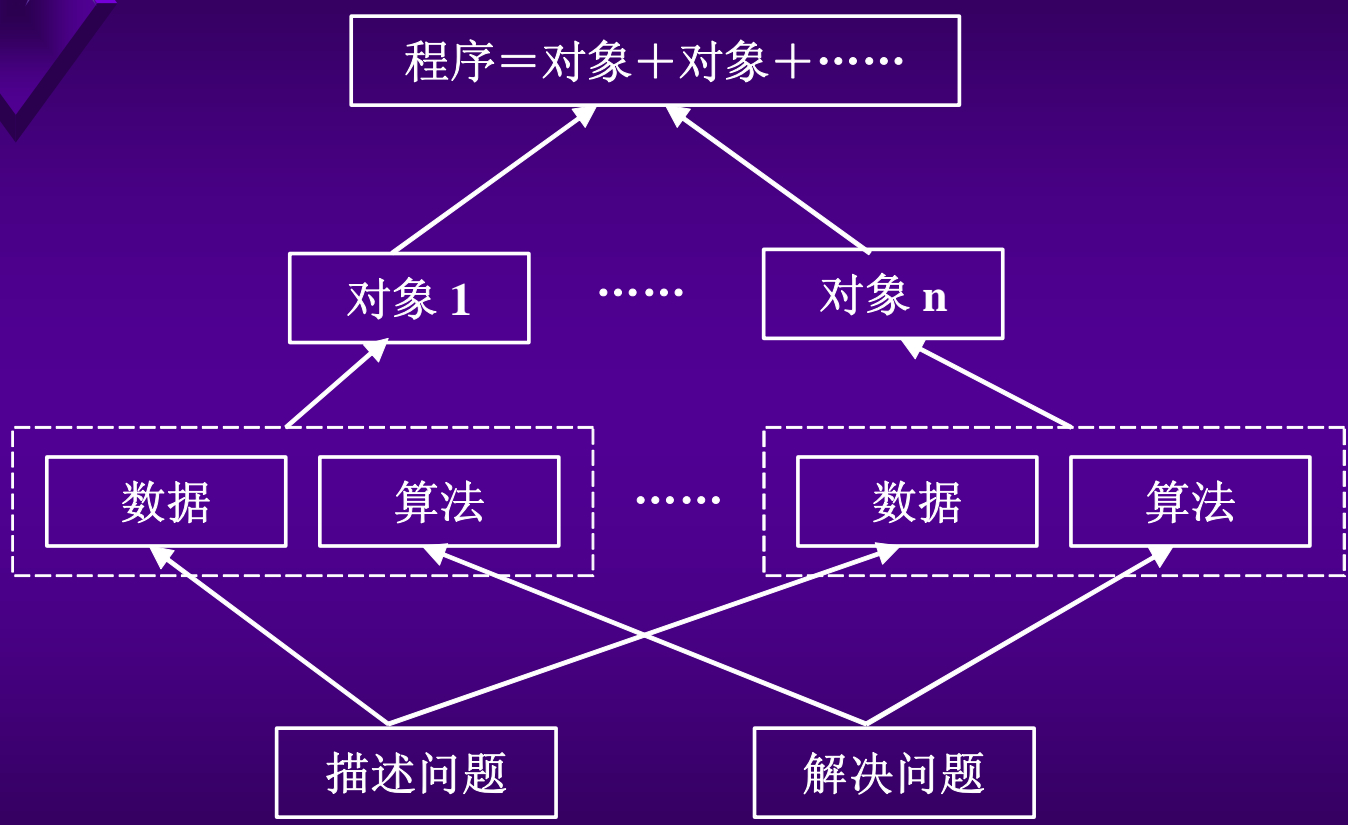 程序＝对象＋对象＋……
对象 1
……
对象 n
数据
算法
……
数据
算法
描述问题
解决问题